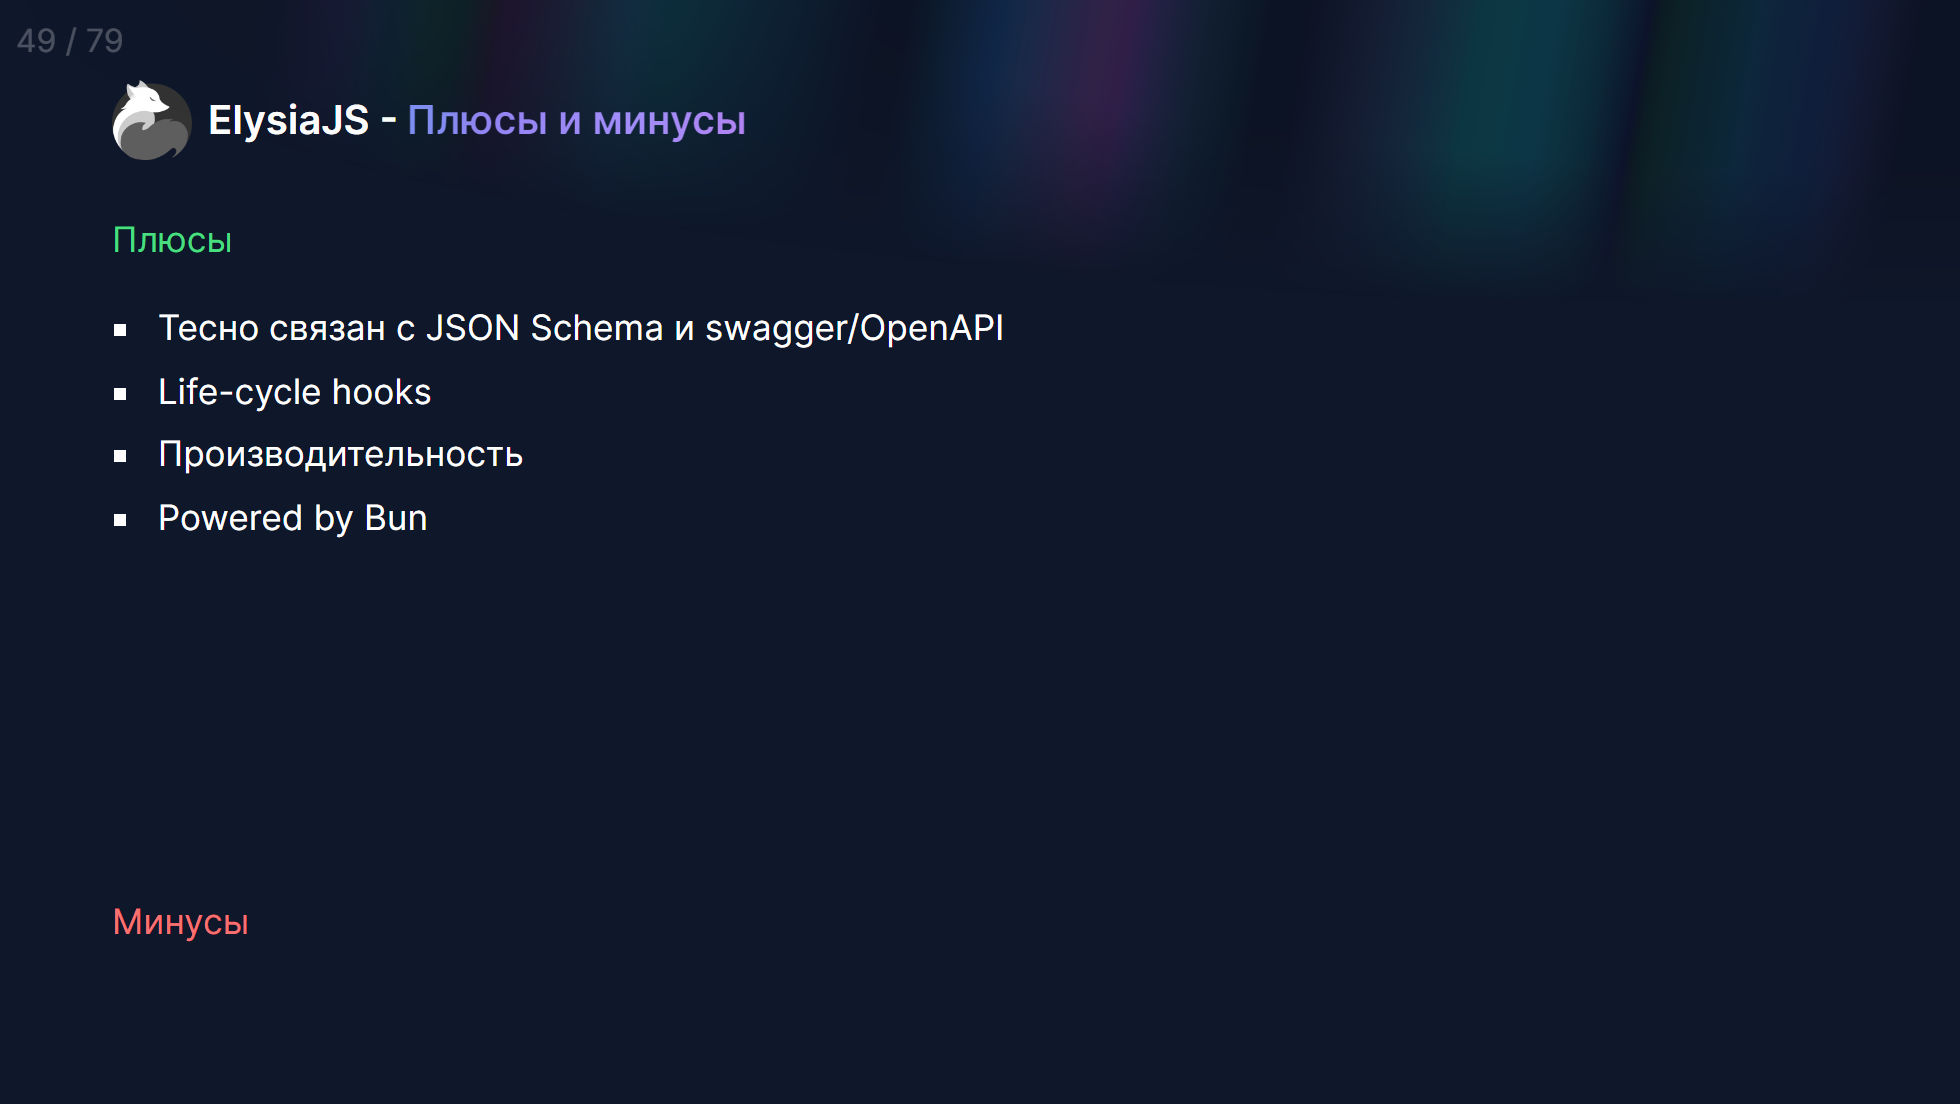 49 / 79
ElysiaJS - Плюсы и минусы
Плюсы
Тесно связан с JSON Schema и swagger/OpenAPI
Life-cycle hooks
Производительность
Powered by Bun
Минусы